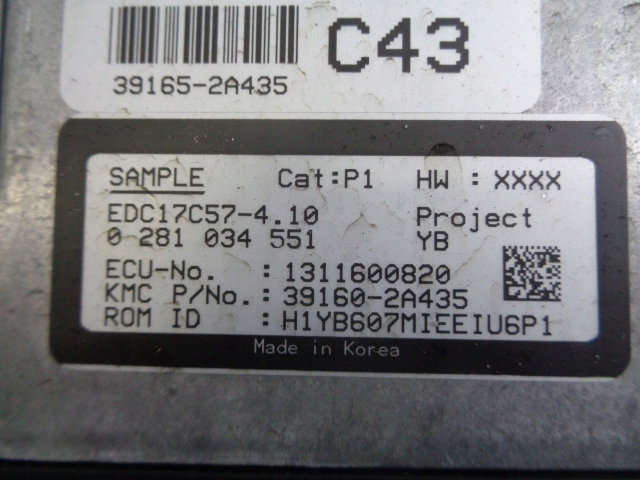 C43
39165-2A435
SAMPLE Cat:P1 HW : XXXX
EDC17C57-4.10 Project
0 281 034 551 YB
ECU-No. : 1311600820
KMC P/No.: 39160-2A435
ROM ID : H1YB607MIEEIU6P1
Made in Korea